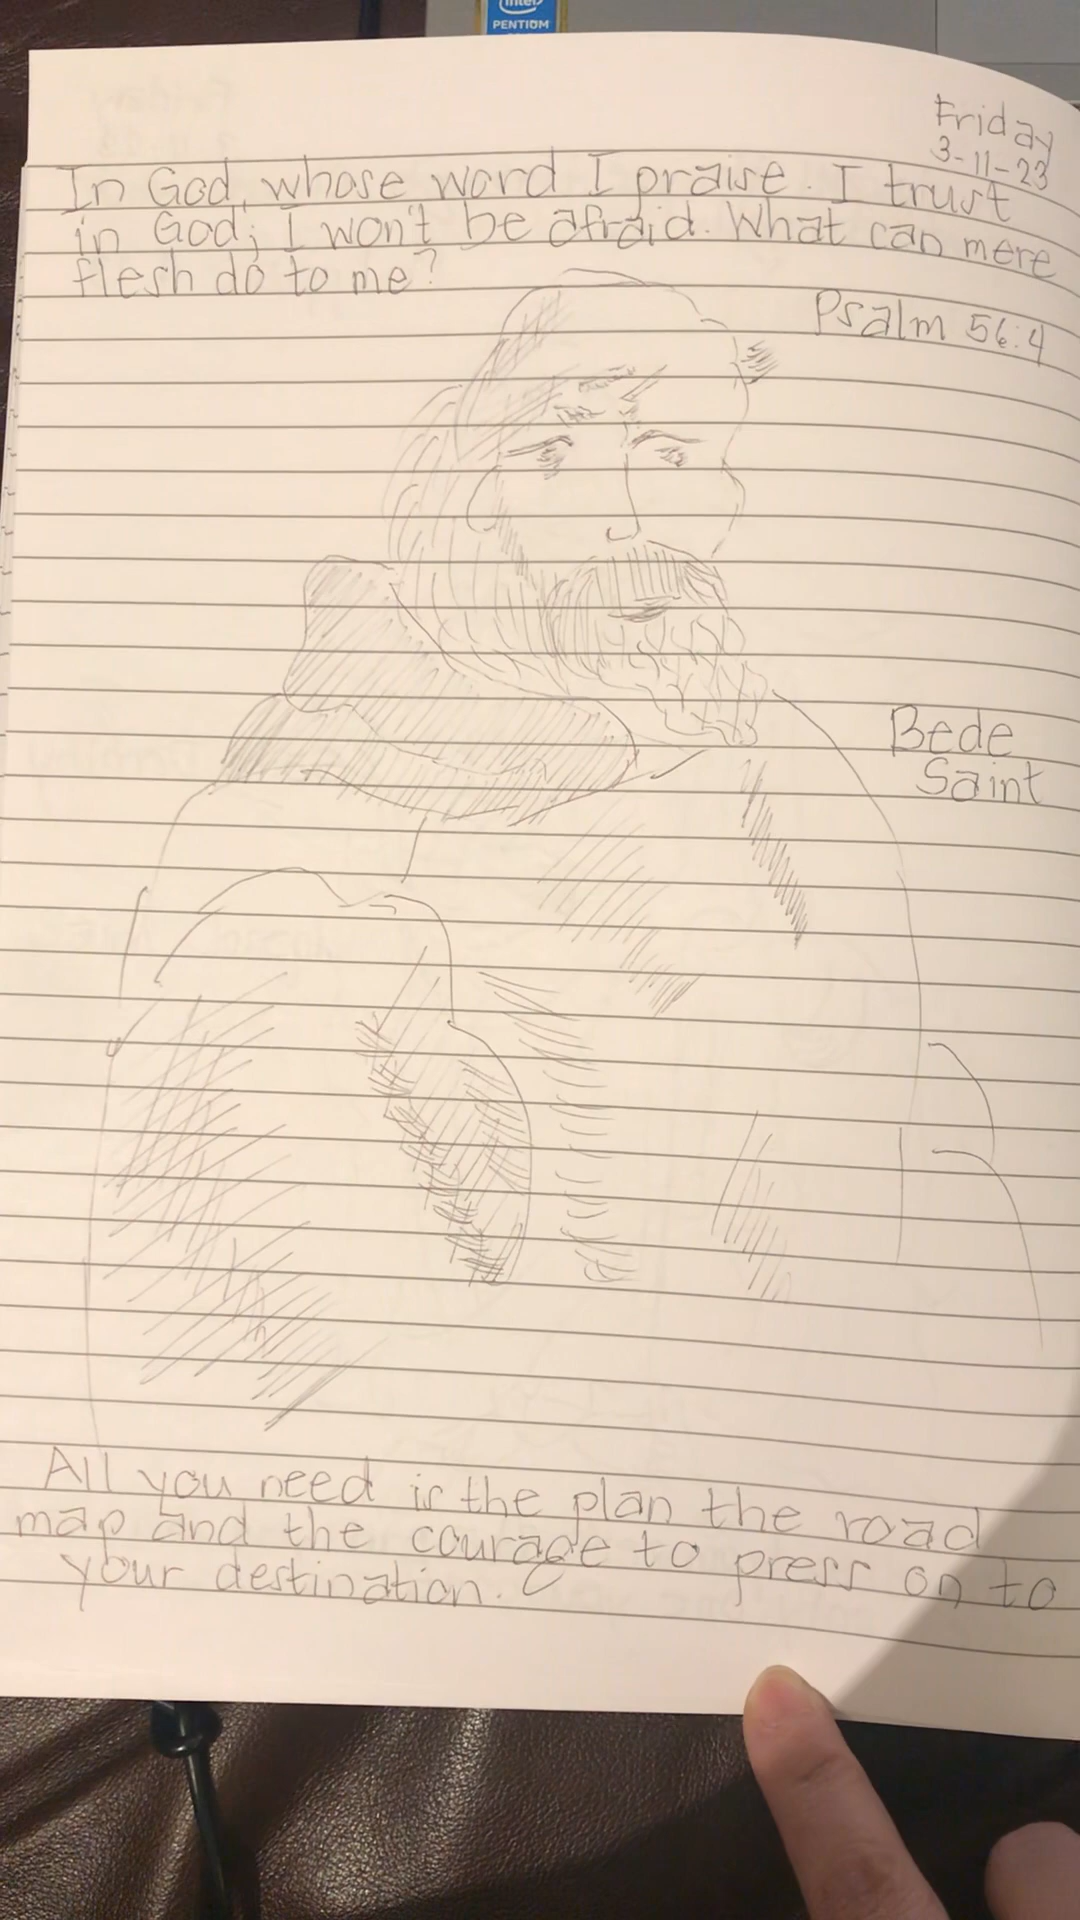 intel
PENTIUM
Friday
3-11-23
In God, whose word I praise. I trust
in God; I won't be afraid. What can mere
flesh do to me?
Psalm 56:4
Bede
Saint
All you need is the plan the road
map and the courage to press on to
your destination.